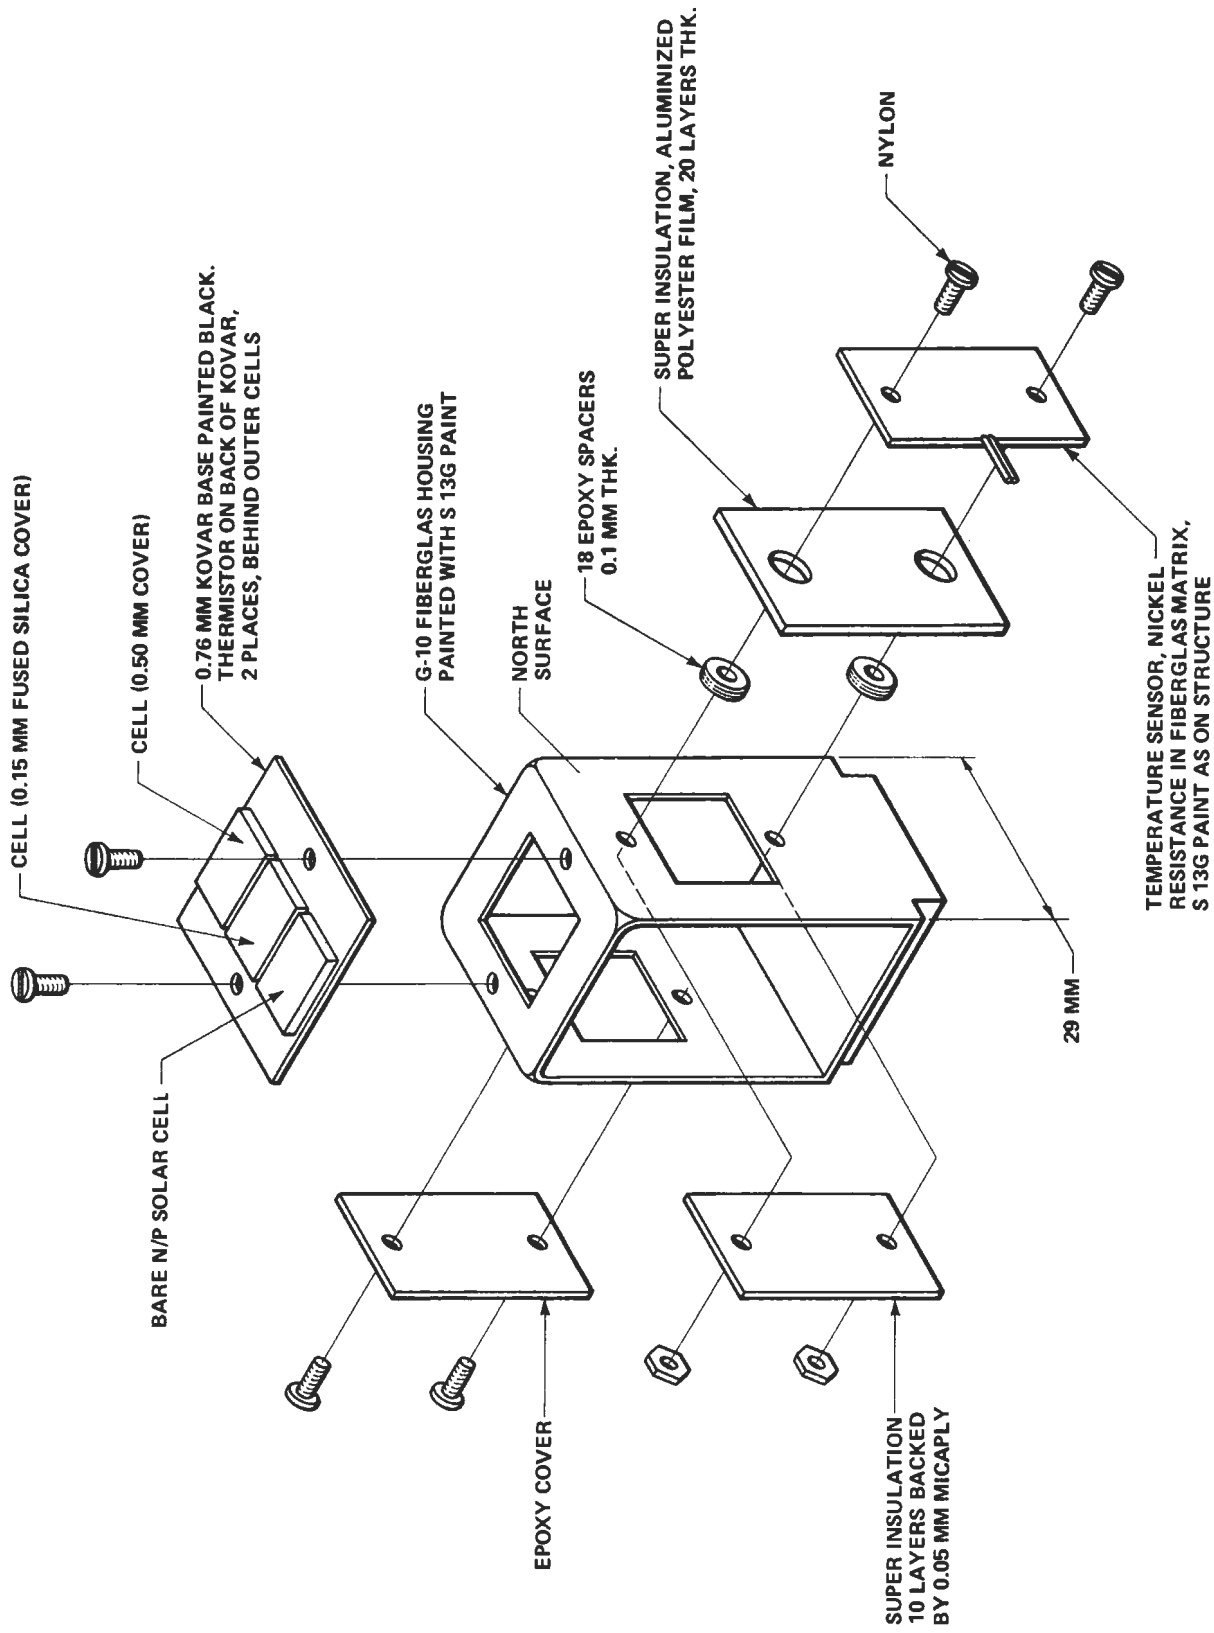 CELL (0.15 MM FUSED SILICA COVER)
CELL (0.50 MM COVER)
0.76 MM KOVAR BASE PAINTED BLACK.
THERMISTOR ON BACK OF KOVAR,
2 PLACES, BEHIND OUTER CELLS
BARE N/P SOLAR CELL
G-10 FIBERGLAS HOUSING
PAINTED WITH S 13G PAINT
NORTH
SURFACE
18 EPOXY SPACERS
0.1 MM THK.
SUPER INSULATION, ALUMINIZED
POLYESTER FILM, 20 LAYERS THK.
NYLON
EPOXY COVER
SUPER INSULATION
10 LAYERS BACKED
BY 0.05 MM MICAPLY
29 MM
TEMPERATURE SENSOR, NICKEL
RESISTANCE IN FIBERGLAS MATRIX,
S 13G PAINT AS ON STRUCTURE